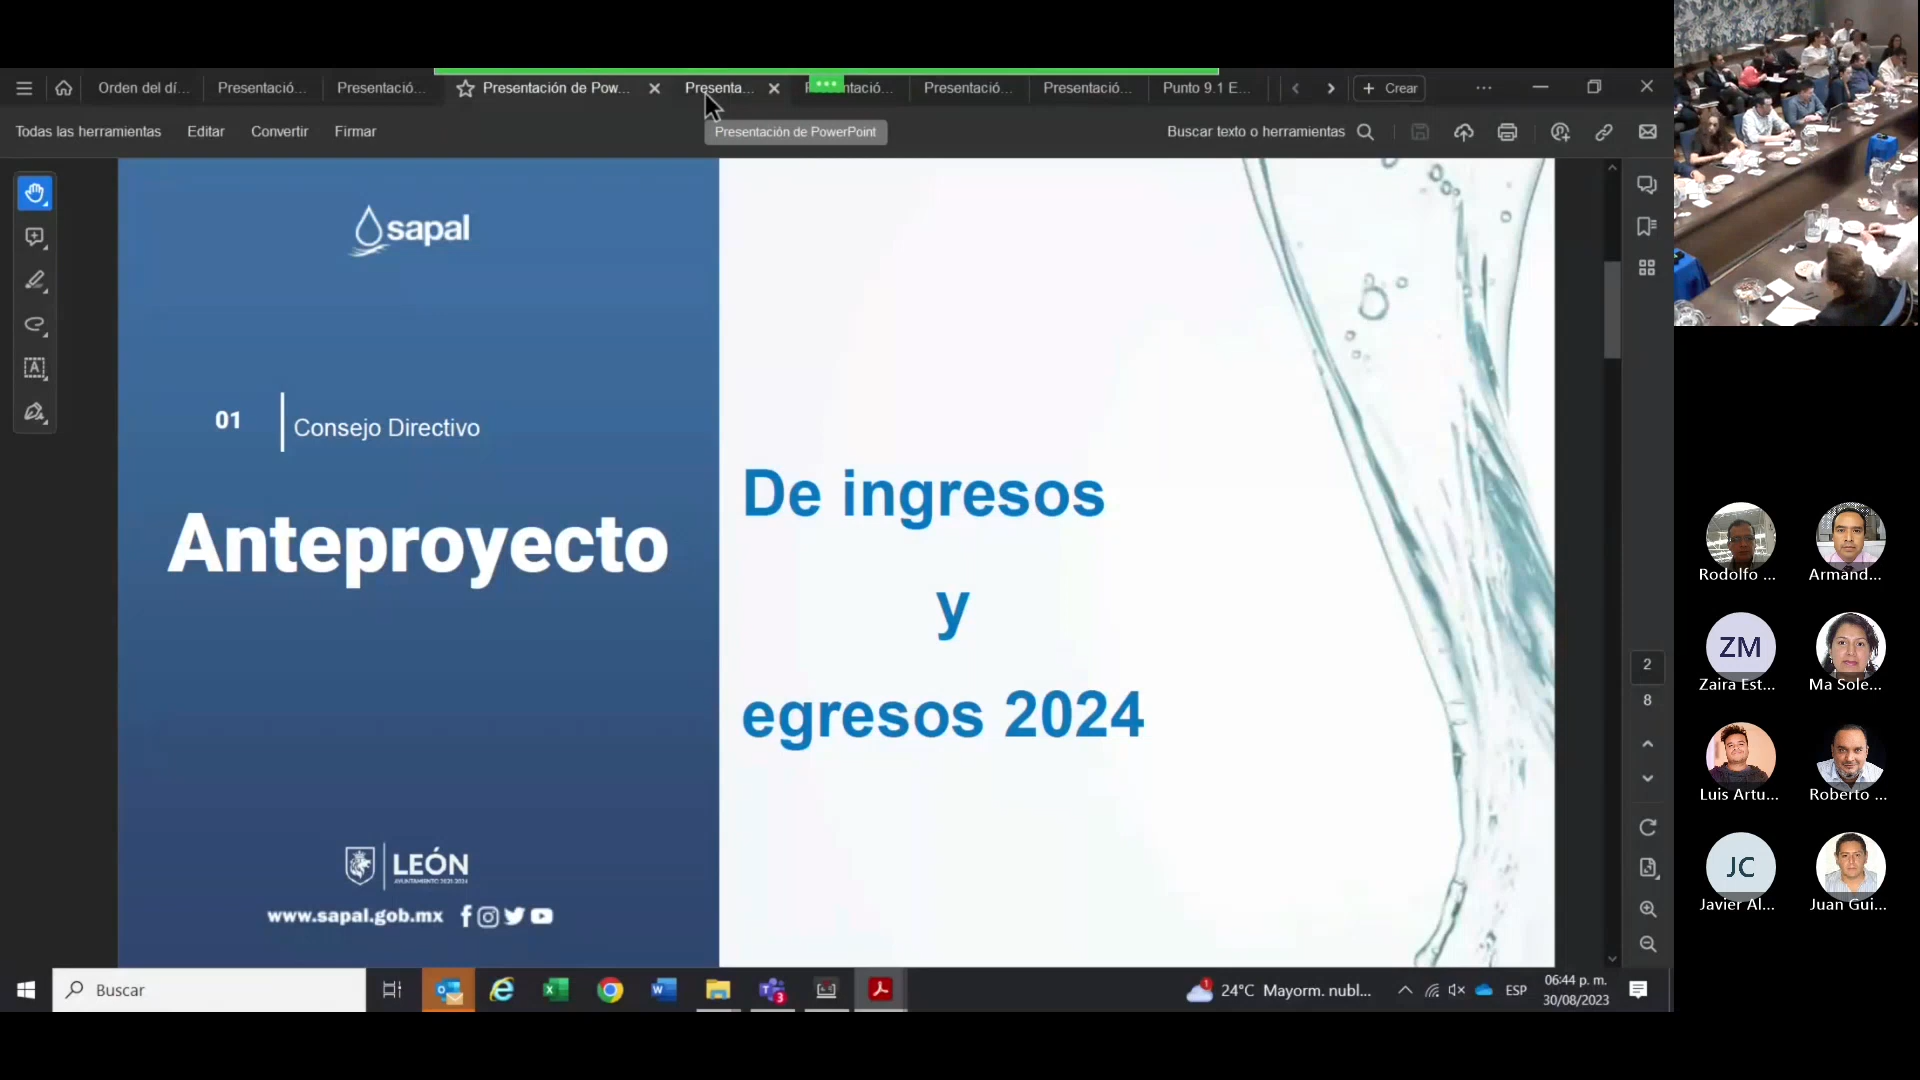 Orden del dí...
Presentació...
Presentació...
Presentación de Pow...
Presenta...
Presentació...
Presentació...
Punto 9.1 E...
Crear
Todas las herramientas
Editar
Convertir
Firmar
Presentación de PowerPoint
Buscar texto o herramientas
sapal
01
Consejo Directivo
Anteproyecto
De ingresos
y
egresos 2024
LEÓN
AYUNTAMIENTO 2021-2024
www.sapal.gob.mx
2
8
Rodolfo ...
Armand...
ZM
Zaira Est...
Ma Sole...
Luis Artu...
Roberto ...
JC
Javier Al...
Juan Gui...
Buscar
24°C Mayorm. nubl...
ESP
06:44 p. m.
30/08/2023